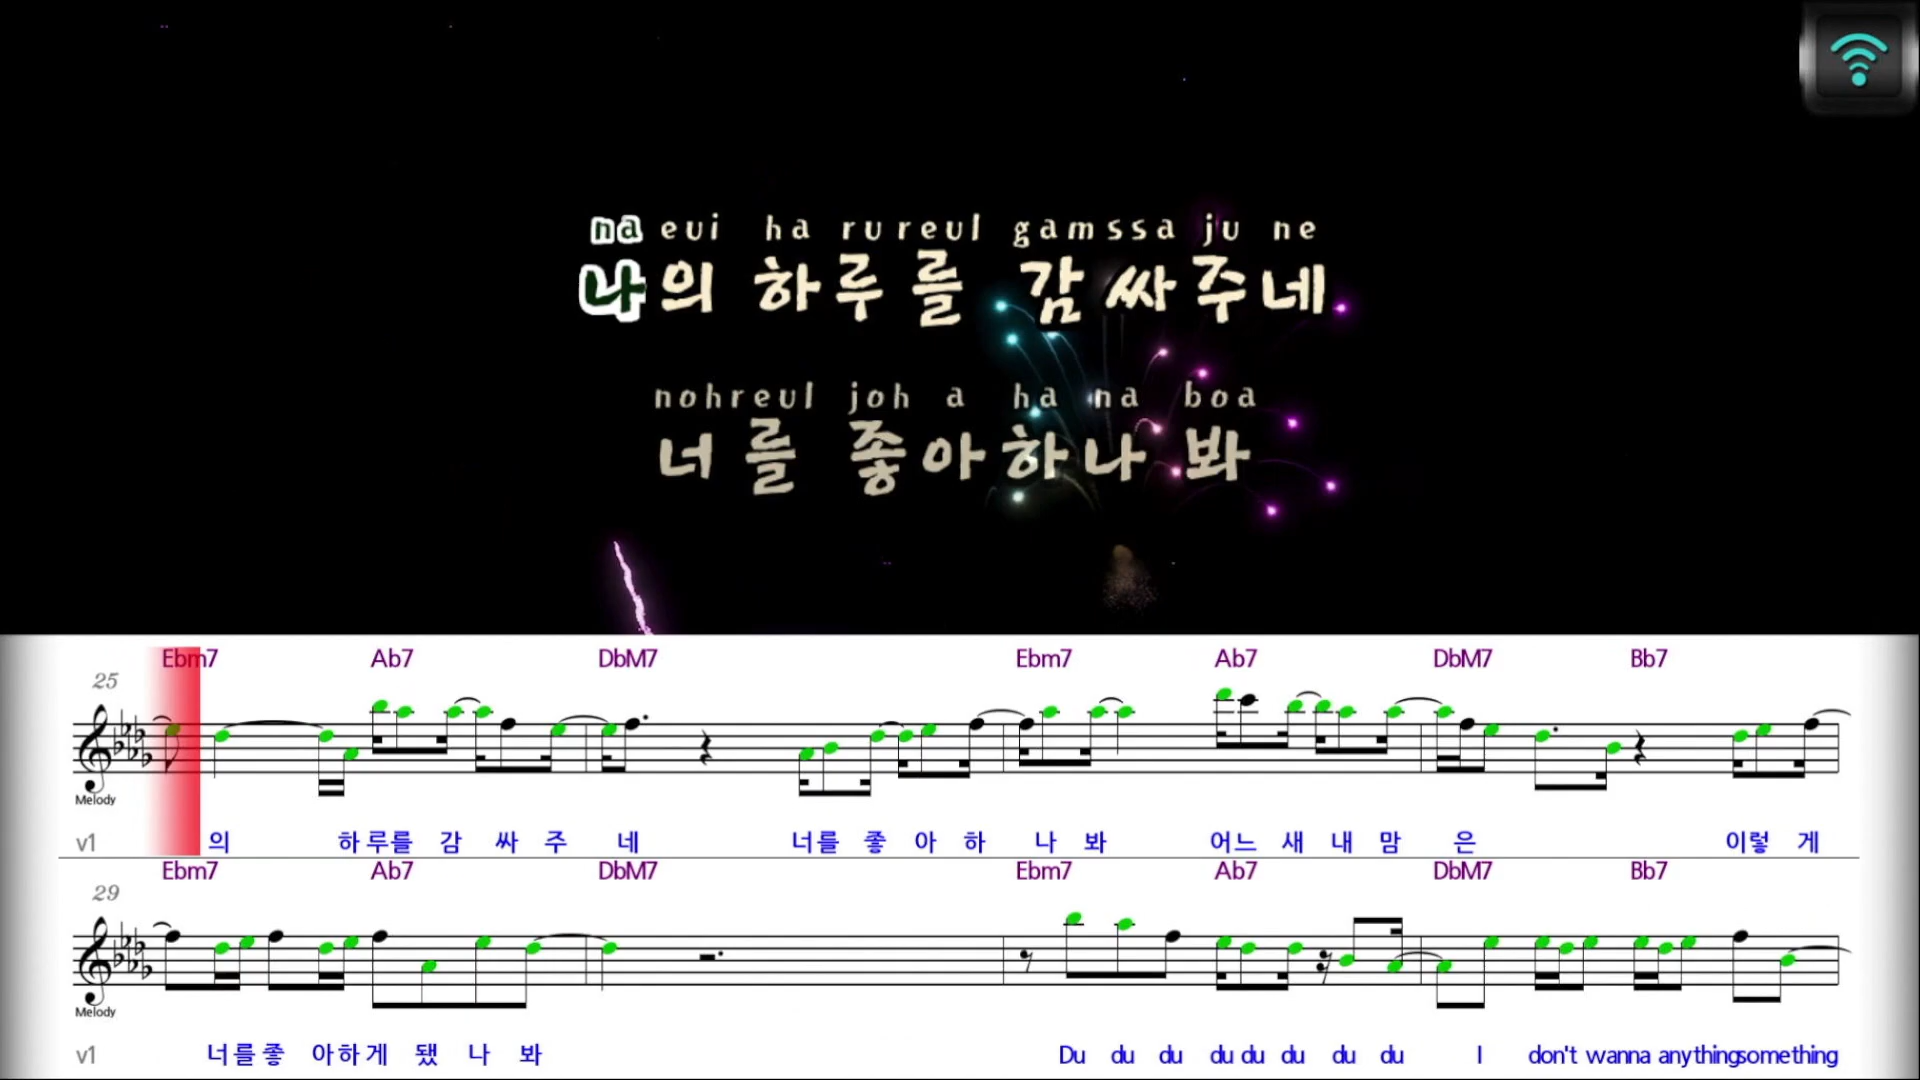 na eui ha rureul gamssa ju ne
나의 하루를 감싸주네
nohreul joh a ha na boa
너를 좋아하나 봐
Ebm7 Ab7 DbM7 Ebm7 Ab7 DbM7 Bb7
25
Melody
v1 의 하루를 감 싸 주 네 너를 좋 아 하 나 봐 어느 새 내 맘 은 이렇 게
Ebm7 Ab7 DbM7 Ebm7 Ab7 DbM7 Bb7
29
Melody
v1 너를좋 아하게 됐 나 봐 Du du du du du du du du I don't wanna anythingsomething